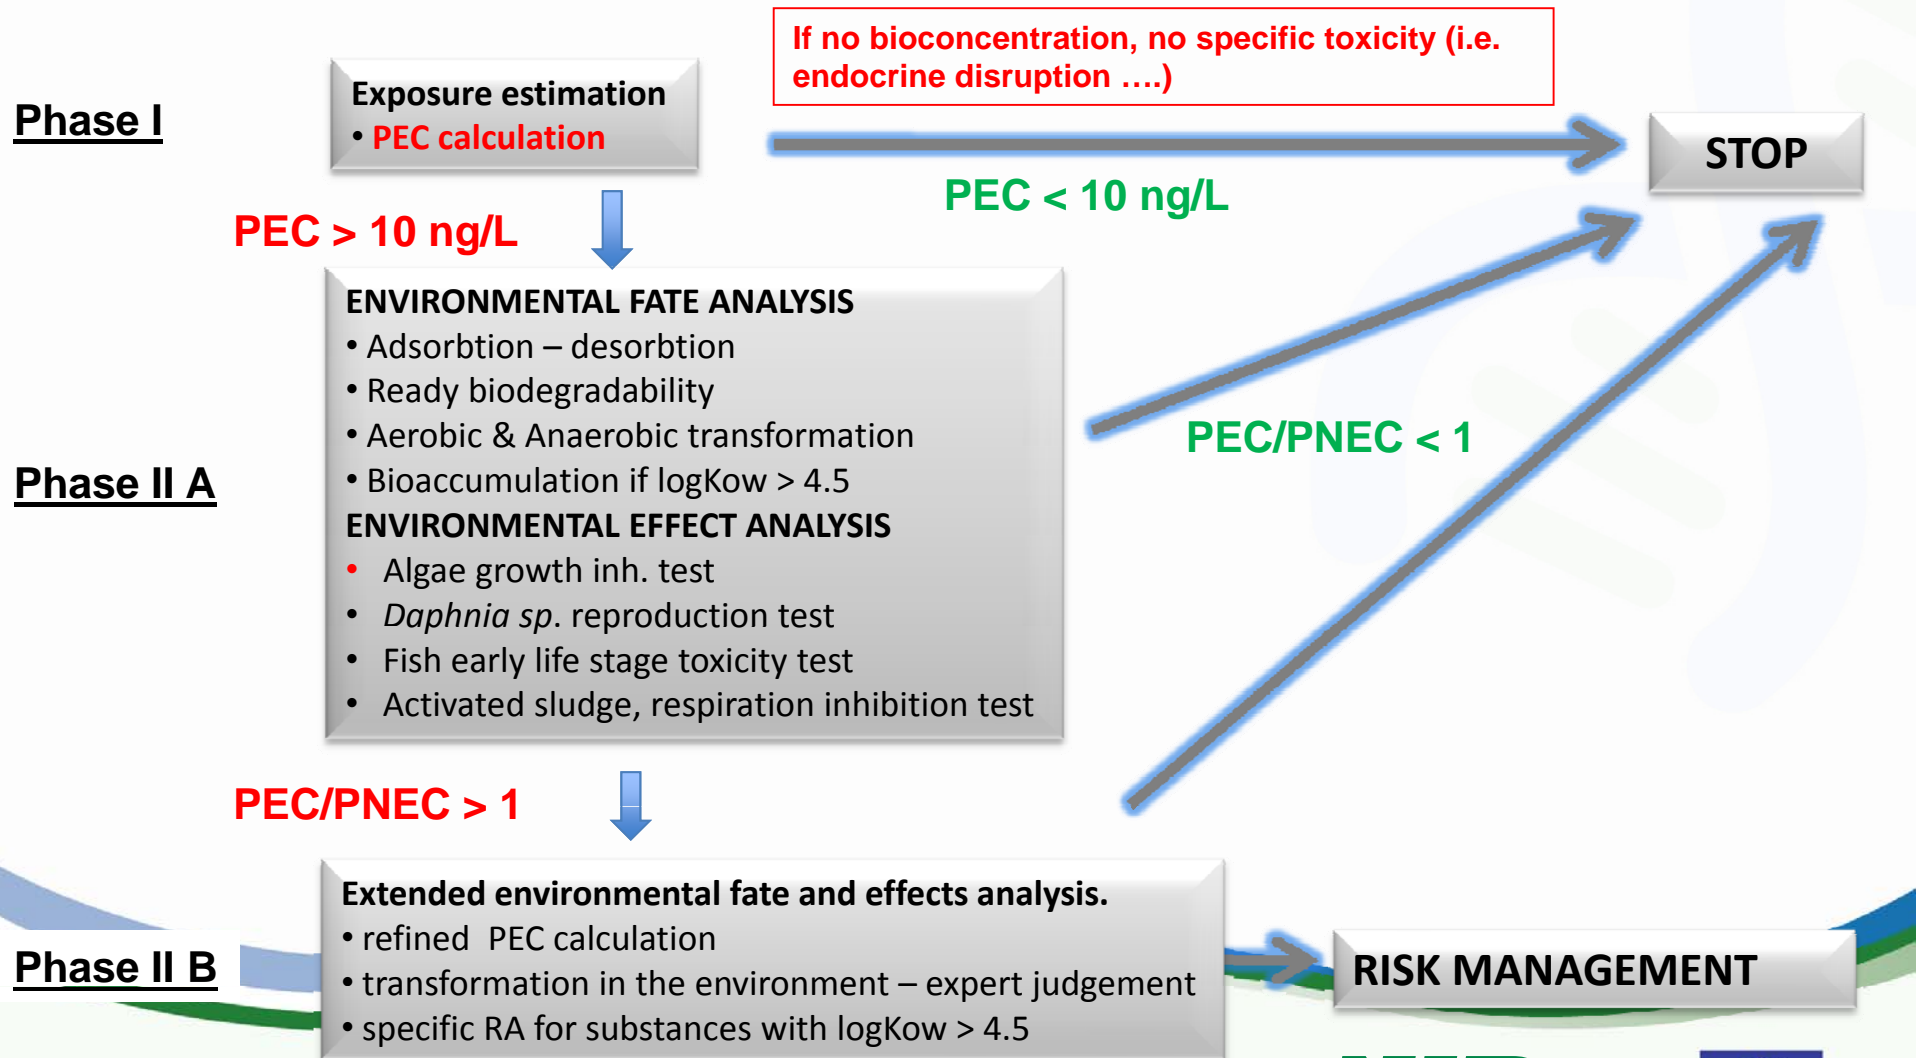 If no bioconcentration, no specific toxicity (i.e.
endocrine disruption ....)
Phase I
Exposure estimation
• PEC calculation
STOP
PEC < 10 ng/L
PEC > 10 ng/L
Phase II A
ENVIRONMENTAL FATE ANALYSIS
• Adsorbtion – desorbtion
• Ready biodegradability
• Aerobic & Anaerobic transformation
• Bioaccumulation if logKow > 4.5
ENVIRONMENTAL EFFECT ANALYSIS
• Algae growth inh. test
• Daphnia sp. reproduction test
• Fish early life stage toxicity test
• Activated sludge, respiration inhibition test
PEC/PNEC < 1
PEC/PNEC > 1
Phase II B
Extended environmental fate and effects analysis.
• refined PEC calculation
• transformation in the environment – expert judgement
• specific RA for substances with logKow > 4.5
RISK MANAGEMENT